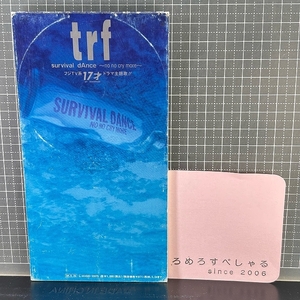 trf
survival dAnce —no no cry more—
フジTV系 17才 ドラマ主題歌!!
SURVIVAL DANCE
NO NO CRY MORE
ろめろすぺしゃる
since 2006